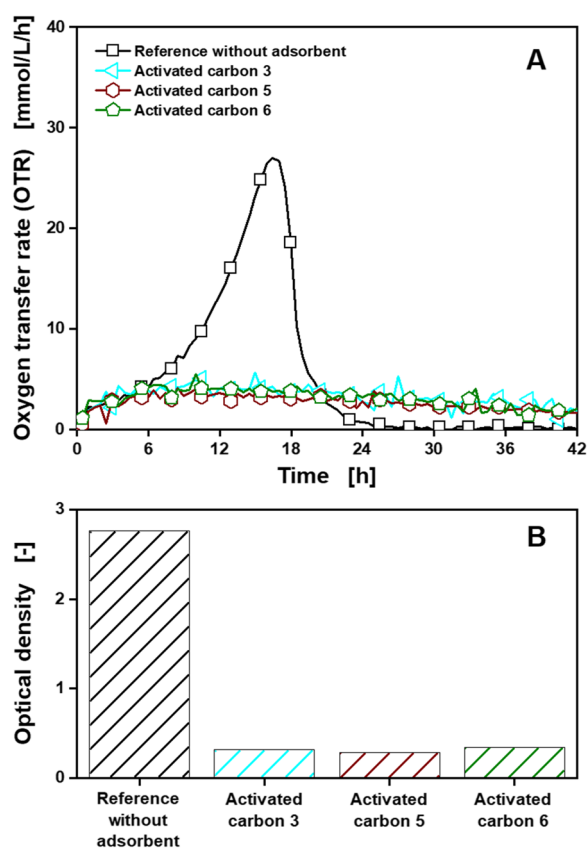 A
Reference without adsorbent
Activated carbon 3
Activated carbon 5
Activated carbon 6
Oxygen transfer rate (OTR) [mmol/L/h]
40
30
20
10
0
0 6 12 18 24 30 36 42
Time [h]
B
Optical density [-]
3
2
1
0
Reference
without
adsorbent
Activated
carbon 3
Activated
carbon 5
Activated
carbon 6